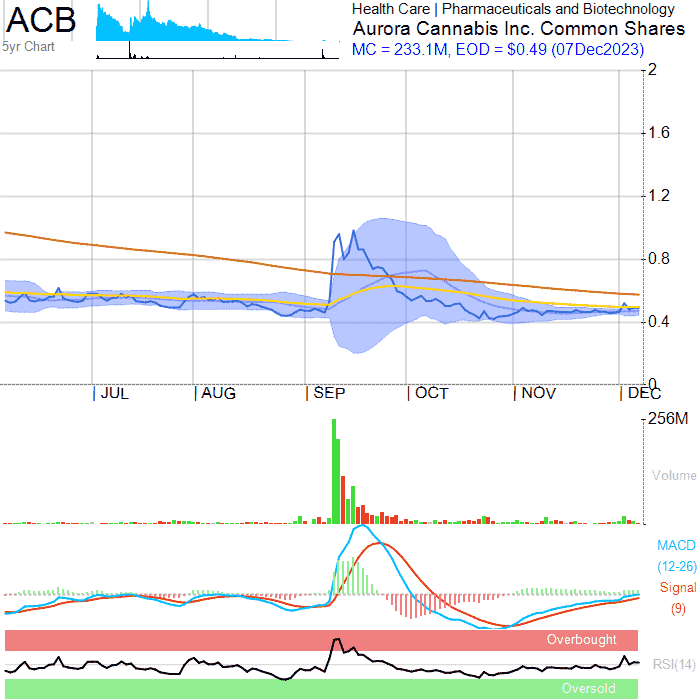 ACB
5yr Chart
Health Care | Pharmaceuticals and Biotechnology
Aurora Cannabis Inc. Common Shares
MC = 233.1M, EOD = $0.49 (07Dec2023)
2
1.6
1.2
0.8
0.4
0
JUL
AUG
SEP
OCT
NOV
DEC
256M
Volume
MACD
(12-26)
Signal
(9)
Overbought
RSI(14)
Oversold